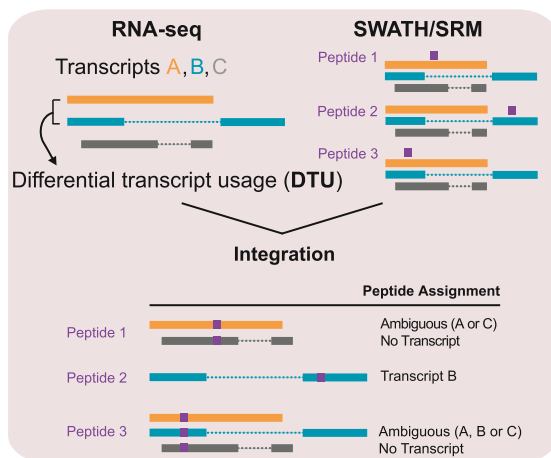 RNA-seq
Transcripts A, B, C
Differential transcript usage (DTU)
SWATH/SRM
Peptide 1
Peptide 2
Peptide 3
Integration
Peptide Assignment
Peptide 1
Ambiguous (A or C)
No Transcript
Peptide 2
Transcript B
Peptide 3
Ambiguous (A, B or C)
No Transcript